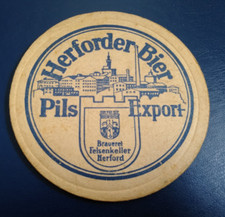 Herforder Bier
Pils Export
Brauerei
Felsenkeller
Herford